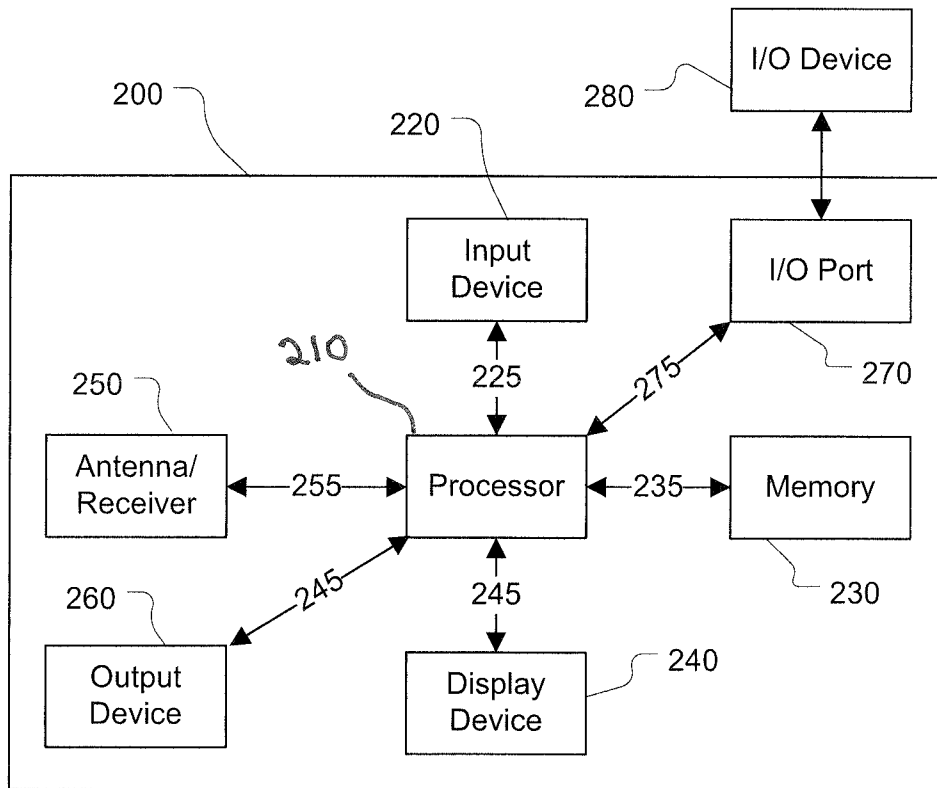 I/O Device
200
280
220
Input
Device
I/O Port
210
225
275
270
250
Antenna/
Receiver
255
Processor
235
Memory
260
245
245
230
Output
Device
Display
Device
240